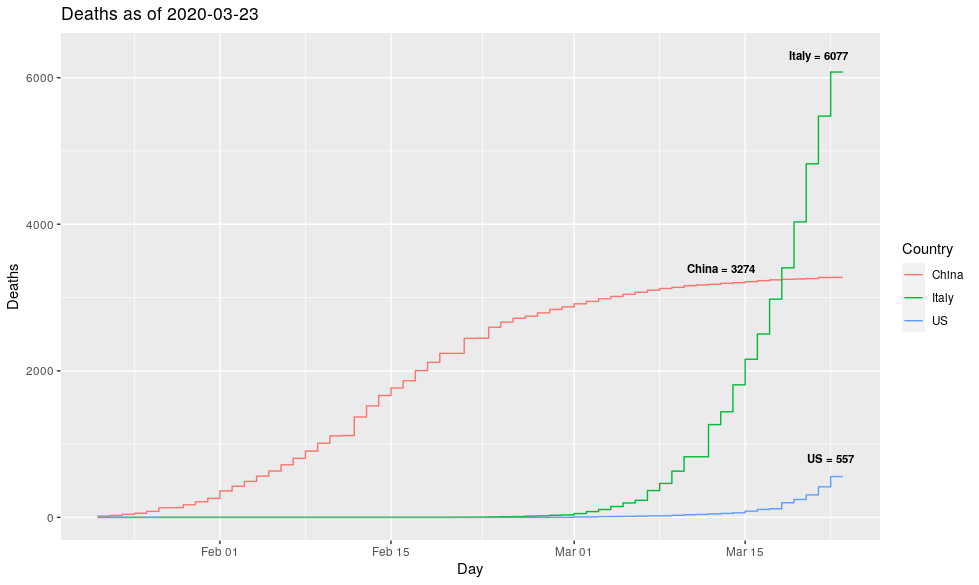 Deaths as of 2020-03-23
Italy = 6077
6000
4000
China = 3274
2000
US = 557
0
Deaths
Feb 01
Feb 15
Mar 01
Mar 15
Day
Country
China
Italy
US